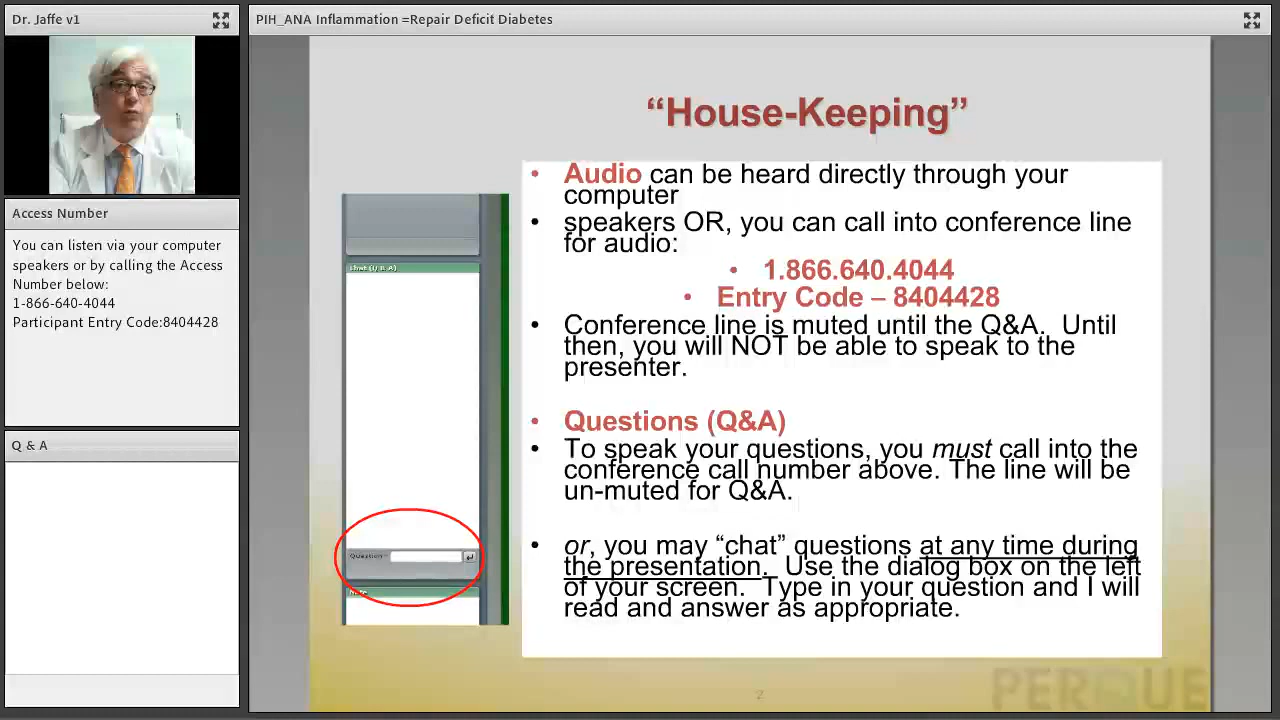 Dr. Jaffe v1
PIH_ANA Inflammation =Repair Deficit Diabetes
Access Number
You can listen via your computer
speakers or by calling the Access
Number below:
1-866-640-4044
Participant Entry Code:8404428
Q & A
“House-Keeping”
Chat (Q & A)
Question
Note
• Audio can be heard directly through your
computer
• speakers OR, you can call into conference line
for audio:
• 1.866.640.4044
• Entry Code – 8404428
• Conference line is muted until the Q&A. Until
then, you will NOT be able to speak to the
presenter.
• Questions (Q&A)
• To speak your questions, you must call into the
conference call number above. The line will be
un-muted for Q&A.
• or, you may “chat” questions at any time during
the presentation. Use the dialog box on the left
of your screen. Type in your question and I will
read and answer as appropriate.
2
PERQUE